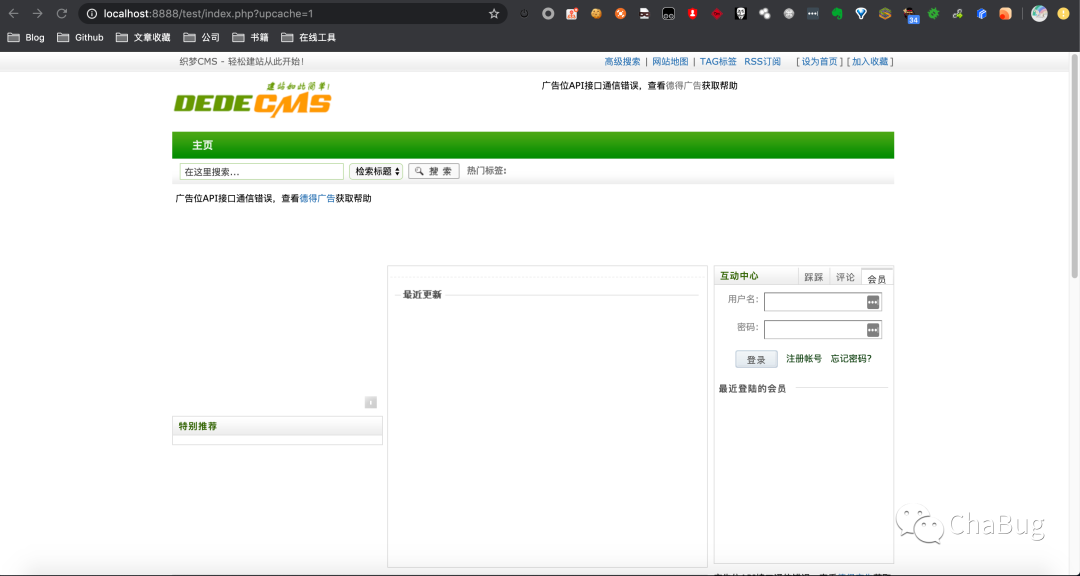 localhost:8888/test/index.php?upcache=1
34
Blog Github 文章收藏 公司 书籍 在线工具
织梦CMS - 轻松建站从此开始！
高级搜索 | 网站地图 | TAG标签 RSS订阅 [ 设为首页 ] [ 加入收藏 ]
建站如此简单!
DEDECMS
广告位API接口通信错误，查看德得广告获取帮助
主页
在这里搜索... 检索标题 搜 索 热门标签:
广告位API接口通信错误，查看德得广告获取帮助
互动中心 踩踩 评论 会员
最近更新
用户名:
密码:
登录 注册帐号 忘记密码?
最近登陆的会员
特别推荐
ChaBug